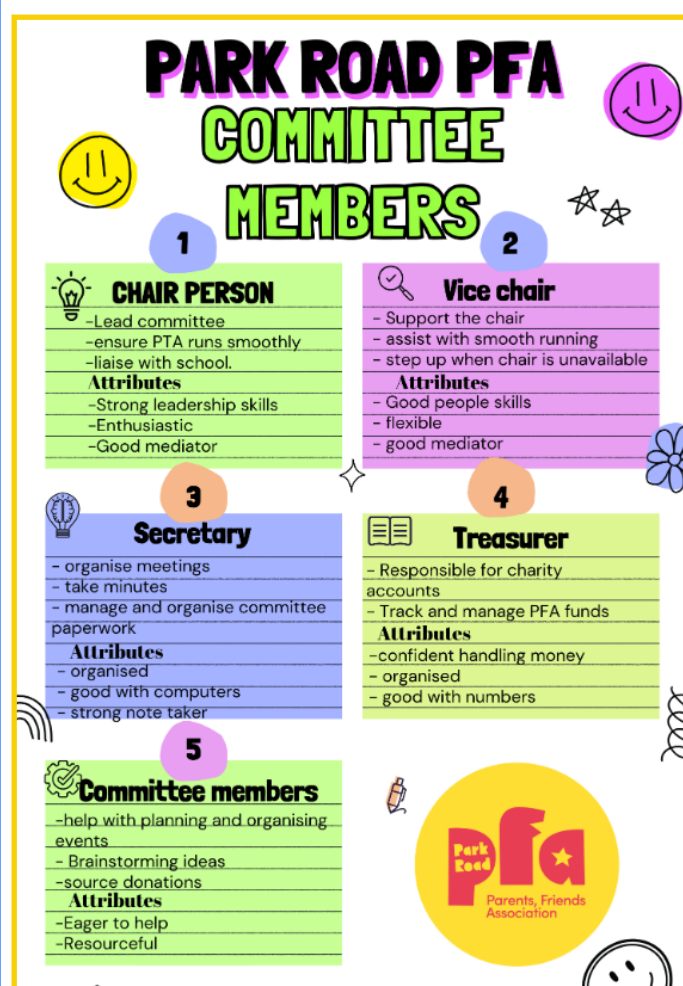 PARK ROAD PFA
COMMITTEE
MEMBERS
1
CHAIR PERSON
-Lead committee
-ensure PTA runs smoothly
-liaise with school.
Attributes
-Strong leadership skills
-Enthusiastic
-Good mediator
2
Vice chair
- Support the chair
- assist with smooth running
- step up when chair is unavailable
Attributes
- Good people skills
- flexible
- good mediator
3
Secretary
- organise meetings
- take minutes
- manage and organise committee
paperwork
Attributes
- organised
- good with computers
- strong note taker
4
Treasurer
- Responsible for charity
accounts
- Track and manage PFA funds
Attributes
-confident handling money
- organised
- good with numbers
5
Committee members
-help with planning and organising
events
- Brainstorming ideas
-source donations
Attributes
-Eager to help
-Resourceful
Park
Road
pfa
Parents, Friends
Association